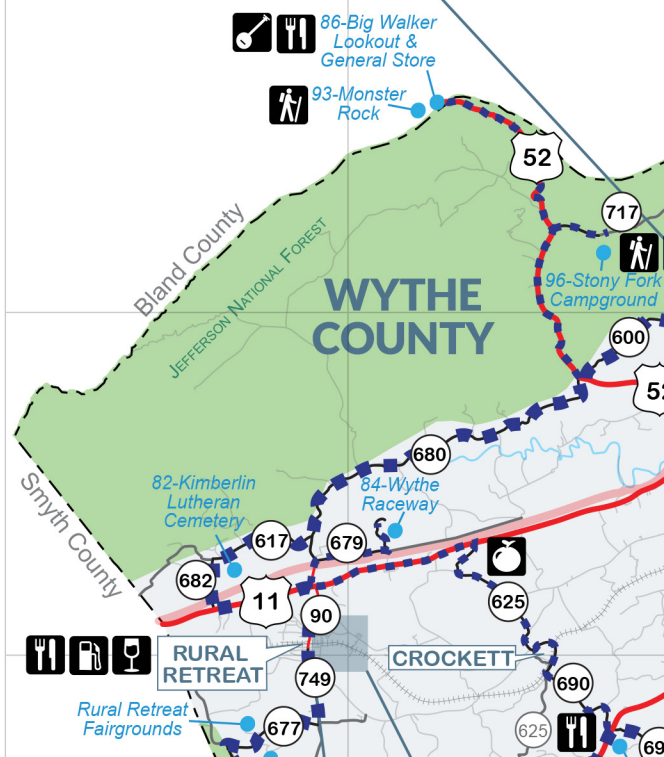 86-Big Walker
Lookout &
General Store
93-Monster
Rock
52
717
Bland County
JEFFERSON NATIONAL FOREST
WYTHE
COUNTY
96-Stony Fork
Campground
600
52
680
Smyth County
82-Kimberlin
Lutheran
Cemetery
84-Wythe
Raceway
617
679
682
11
90
625
RURAL
RETREAT
CROCKETT
749
690
Rural Retreat
Fairgrounds
677
625
69